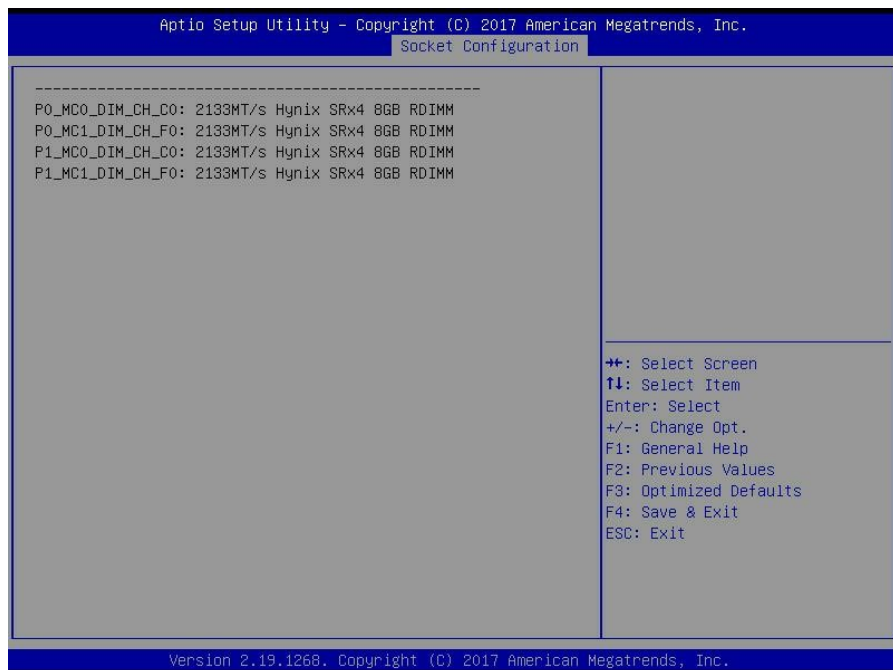 Aptio Setup Utility – Copyright (C) 2017 American Megatrends, Inc.
Socket Configuration
--------------------------------------------------
P0_MC0_DIM_CH_C0: 2133MT/s Hynix SRx4 8GB RDIMM
P0_MC1_DIM_CH_F0: 2133MT/s Hynix SRx4 8GB RDIMM
P1_MC0_DIM_CH_C0: 2133MT/s Hynix SRx4 8GB RDIMM
P1_MC1_DIM_CH_F0: 2133MT/s Hynix SRx4 8GB RDIMM
→←: Select Screen
↑↓: Select Item
Enter: Select
+/-: Change Opt.
F1: General Help
F2: Previous Values
F3: Optimized Defaults
F4: Save & Exit
ESC: Exit
Version 2.19.1268. Copyright (C) 2017 American Megatrends, Inc.